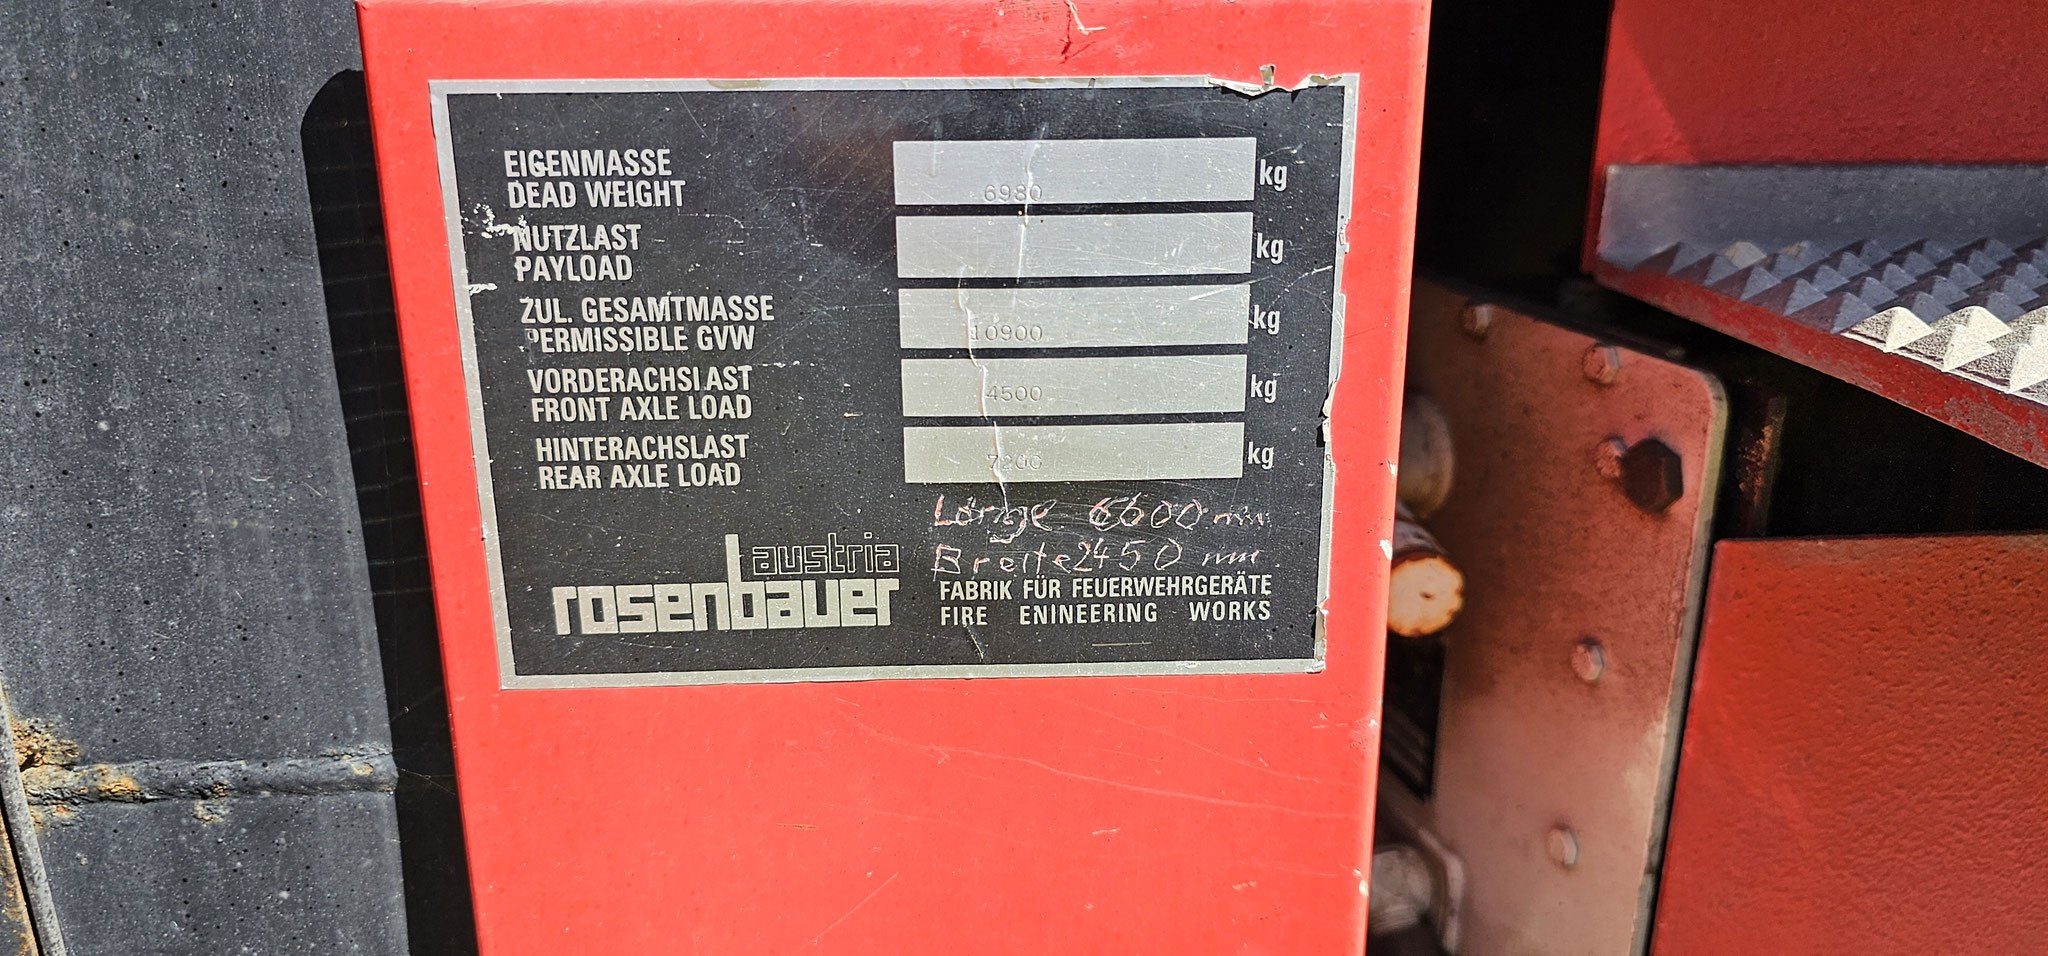 EIGENMASSE
DEAD WEIGHT 6980 kg
NUTZLAST
PAYLOAD kg
ZUL. GESAMTMASSE
PERMISSIBLE GVW 10900 kg
VORDERACHSLAST
FRONT AXLE LOAD 4500 kg
HINTERACHSLAST
REAR AXLE LOAD 7200 kg
Länge 6600 mm
Breite 2450 mm
austria
rosenbauer
FABRIK FÜR FEUERWEHRGERÄTE
FIRE ENINEERING WORKS